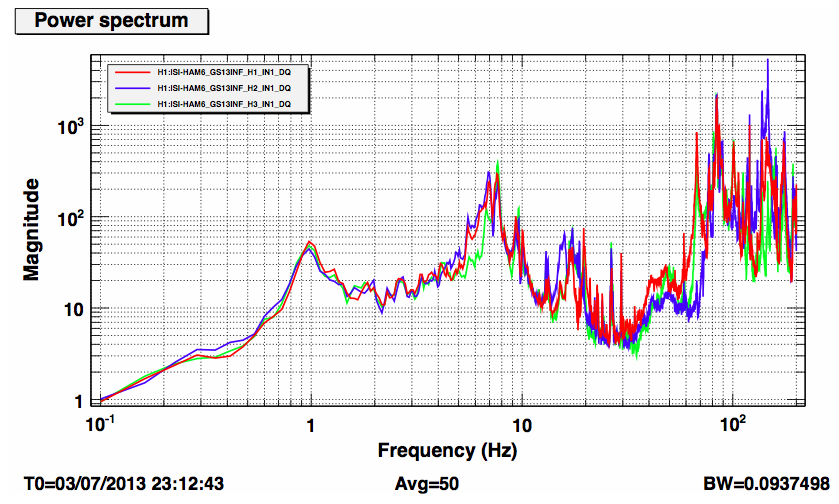 Power spectrum
H1:ISI-HAM6_GS13INF_H1_IN1_DQ
H1:ISI-HAM6_GS13INF_H2_IN1_DQ
H1:ISI-HAM6_GS13INF_H3_IN1_DQ
Magnitude
10³
10²
10
1
10⁻¹ 1 10 10²
Frequency (Hz)
T0=03/07/2013 23:12:43 Avg=50 BW=0.0937498